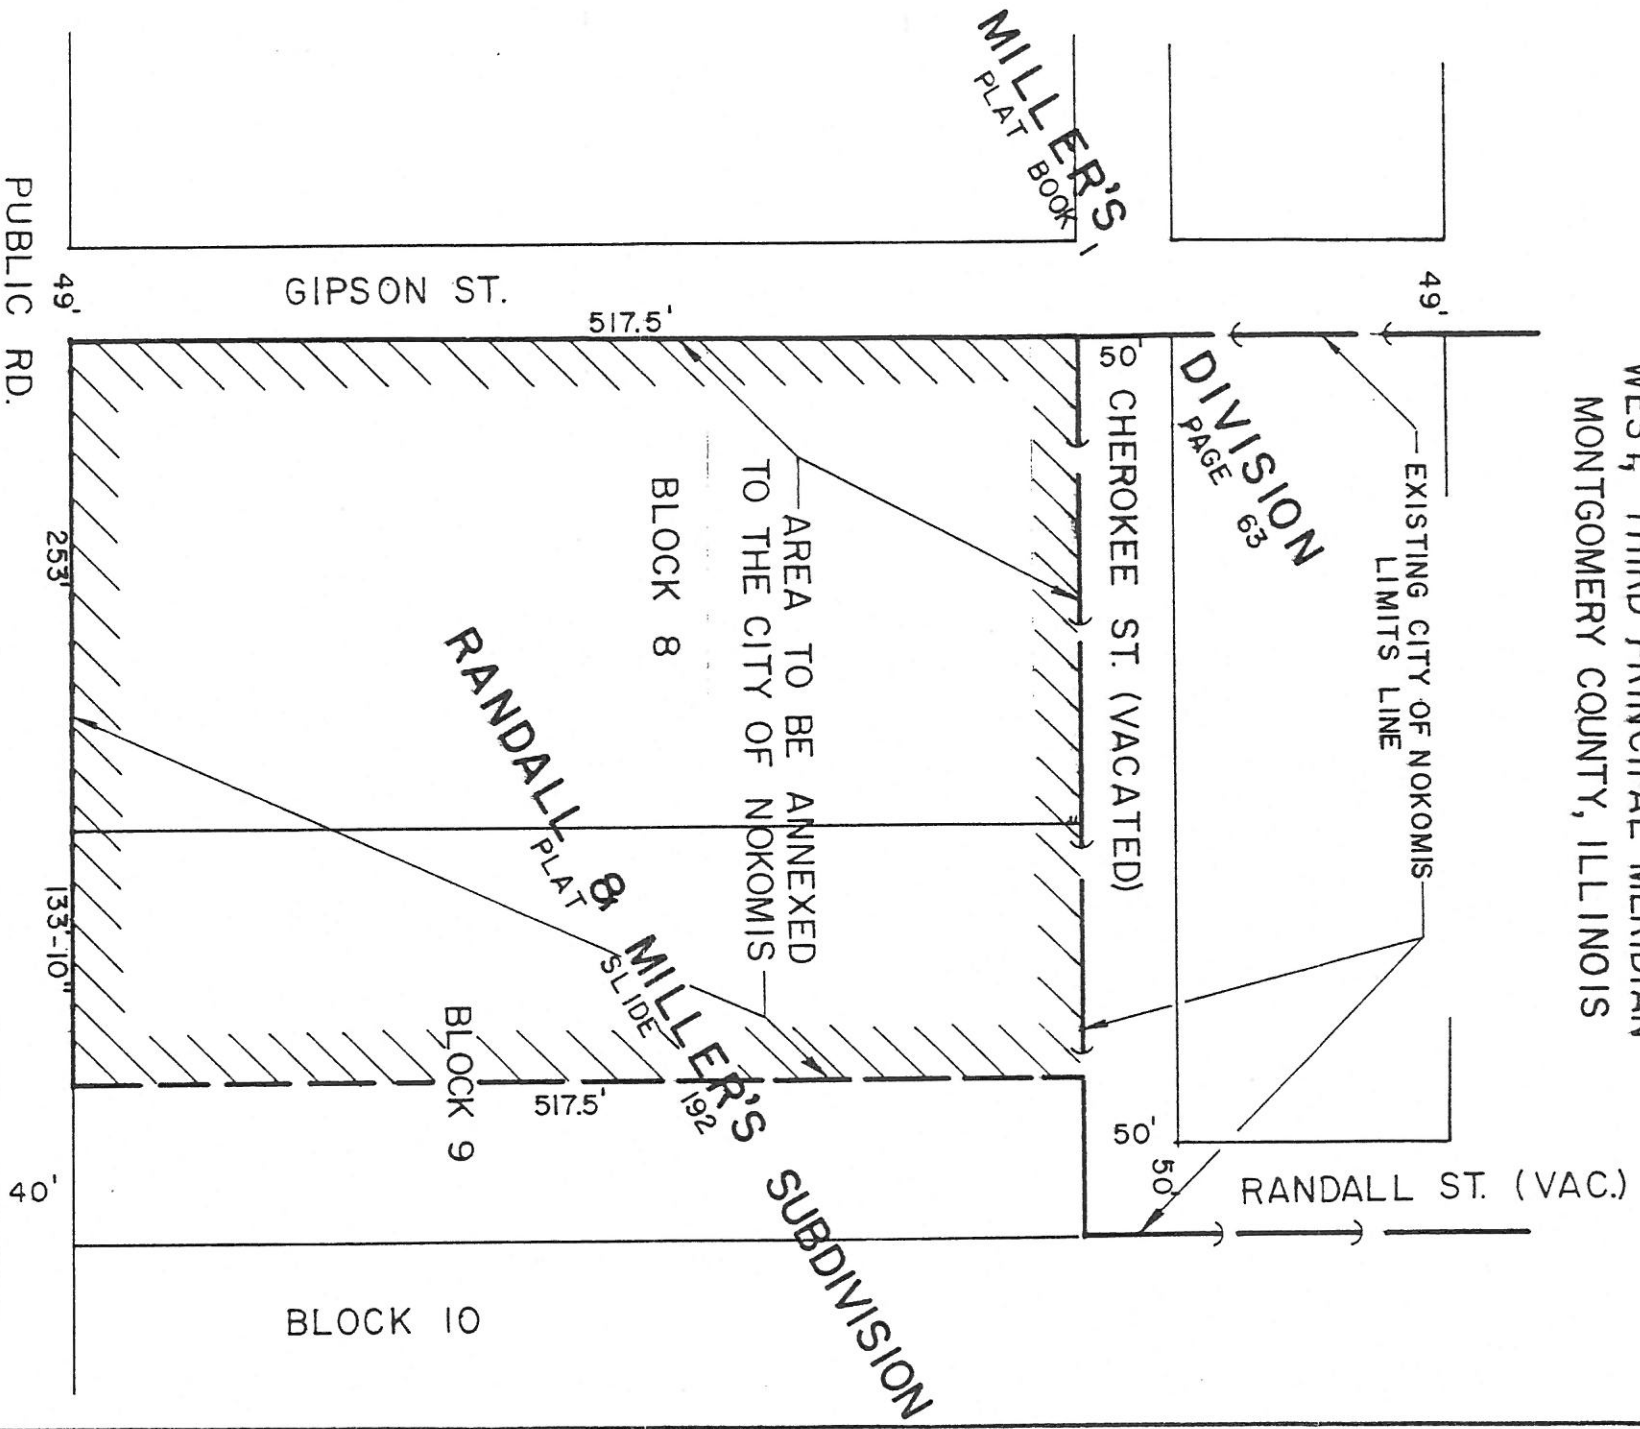 WEST, THIRD PRINCIPAL MERIDIAN
MONTGOMERY COUNTY, ILLINOIS
MILLER'S
PLAT BOOK 1
DIVISION
PAGE 63
GIPSON ST.
49'
517.5'
49'
PUBLIC RD.
50'
CHEROKEE ST. (VACATED)
EXISTING CITY OF NOKOMIS
LIMITS LINE
AREA TO BE ANNEXED
TO THE CITY OF NOKOMIS
BLOCK 8
253'
RANDALL & MILLER'S SUBDIVISION
PLAT SLIDE 192
133'-10"
BLOCK 9
517.5'
50'
50'
RANDALL ST. (VAC.)
40'
BLOCK 10